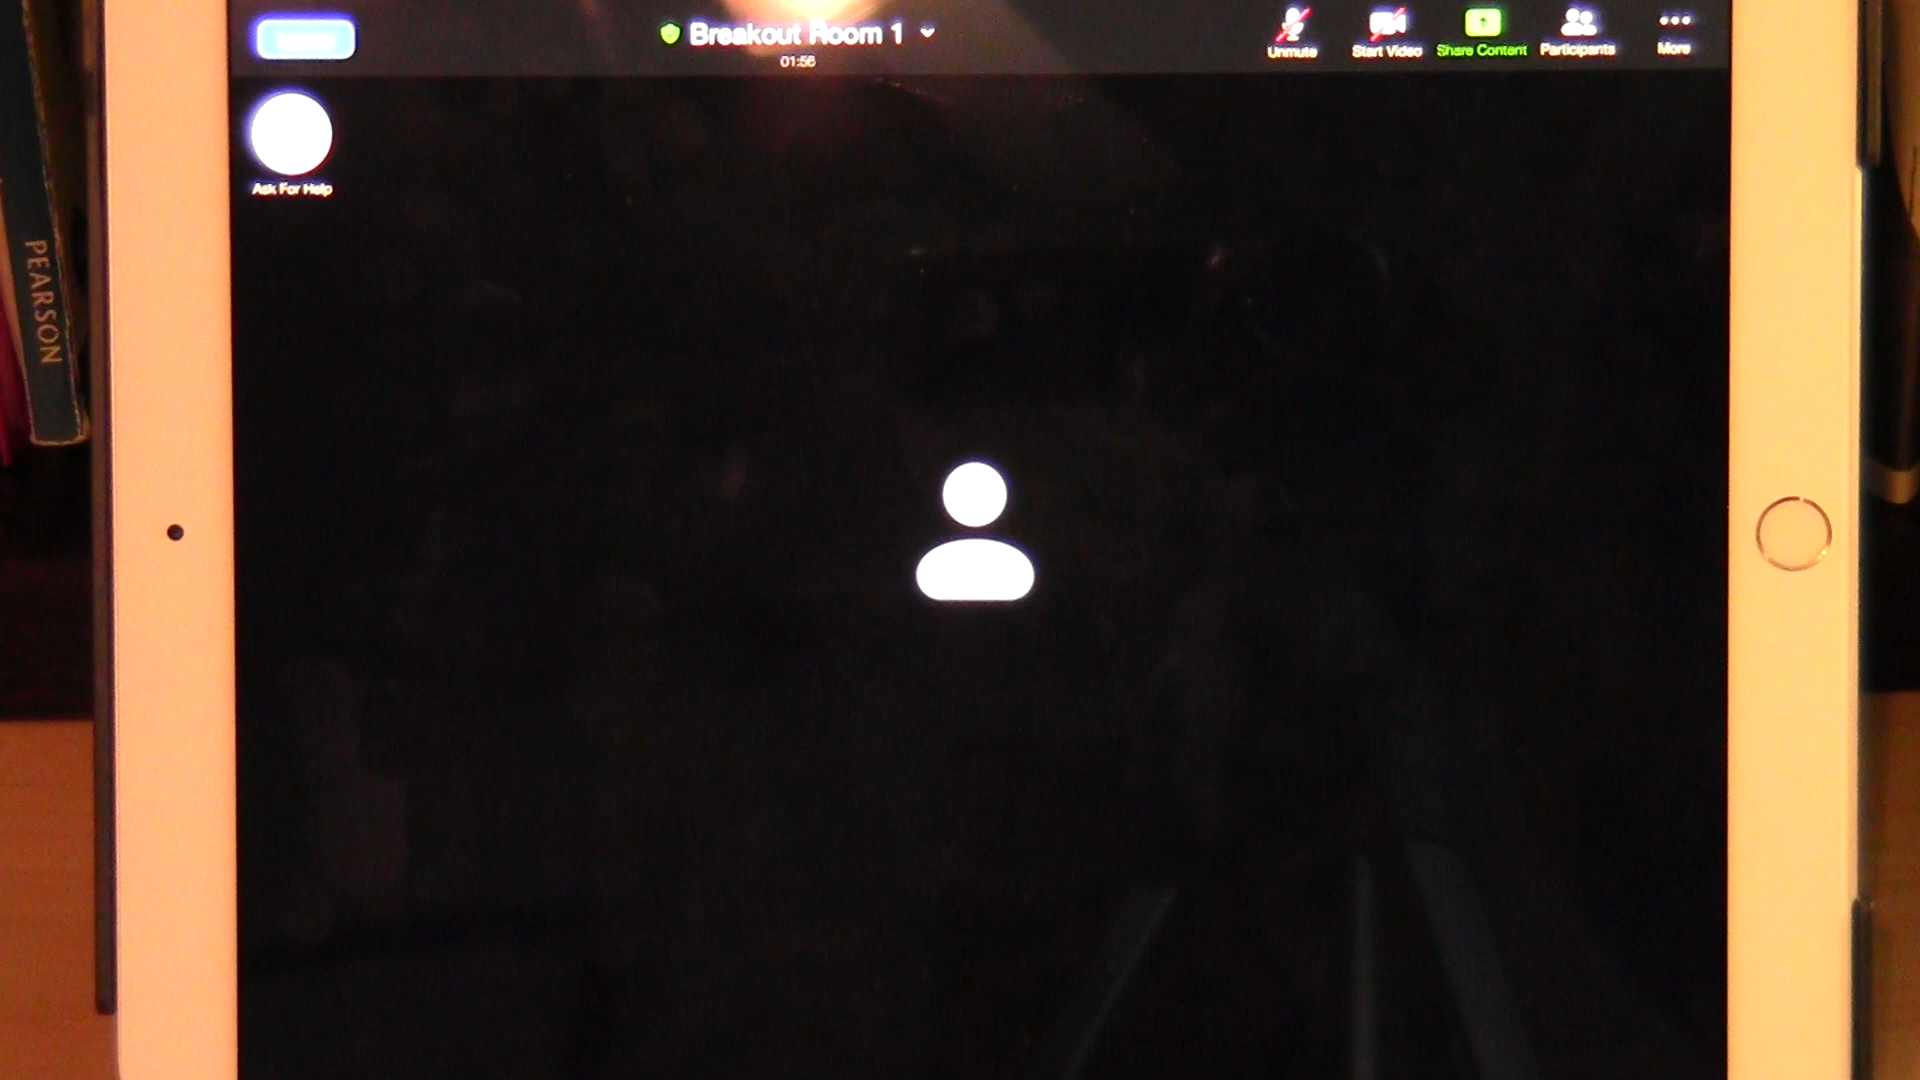 Breakout Room 1
01:56
Unmute
Start Video
Share Content
Participants
More
Ask For Help
PEARSON